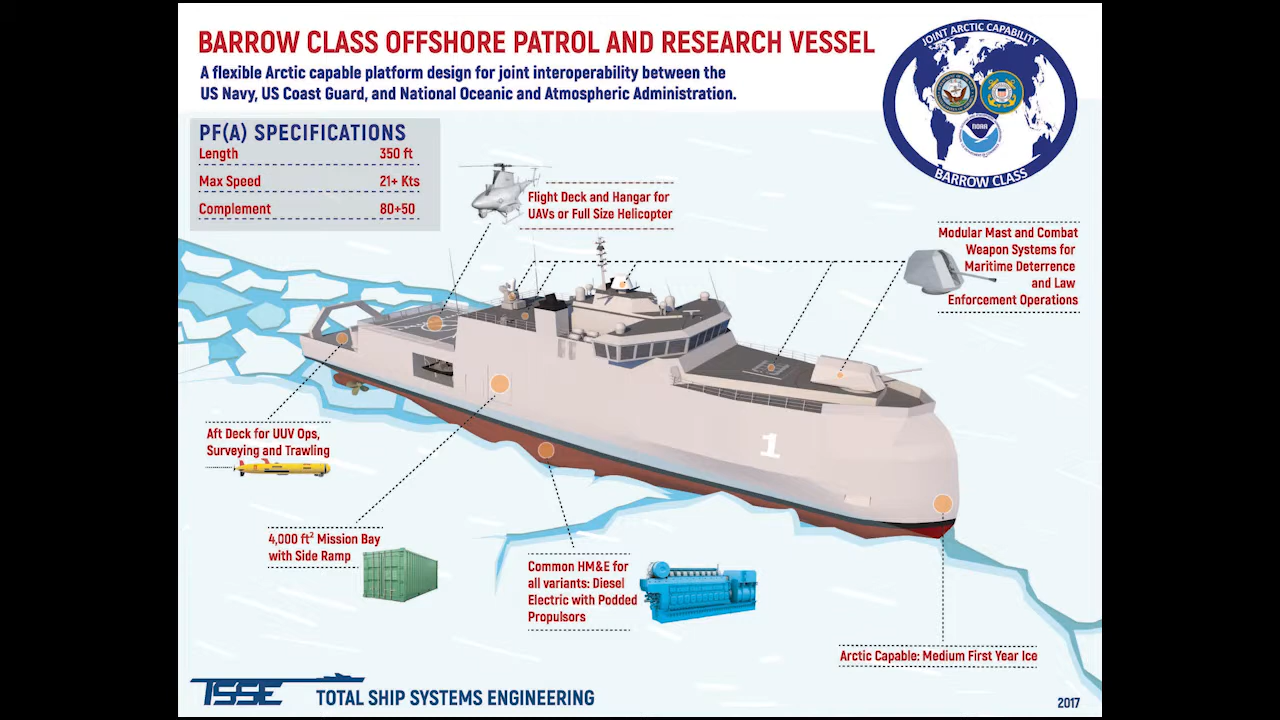 BARROW CLASS OFFSHORE PATROL AND RESEARCH VESSEL
A flexible Arctic capable platform design for joint interoperability between the
US Navy, US Coast Guard, and National Oceanic and Atmospheric Administration.
JOINT ARCTIC CAPABILITY
NOAA
BARROW CLASS
PF(A) SPECIFICATIONS
Length 350 ft
Max Speed 21+ Kts
Complement 80+50
Flight Deck and Hangar for
UAVs or Full Size Helicopter
Modular Mast and Combat
Weapon Systems for
Maritime Deterrence
and Law
Enforcement Operations
Aft Deck for UUV Ops,
Surveying and Trawling
1
4,000 ft² Mission Bay
with Side Ramp
Common HM&E for
all variants: Diesel
Electric with Podded
Propulsors
Arctic Capable: Medium First Year Ice
TSSE
TOTAL SHIP SYSTEMS ENGINEERING
2017